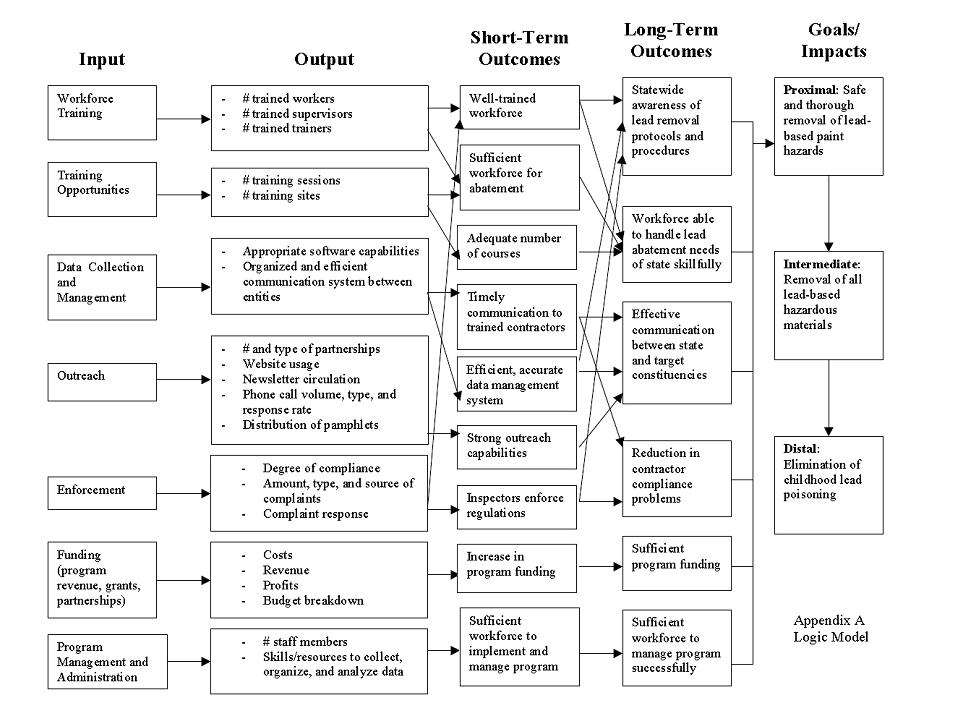 Input
Output
Short-Term
Outcomes
Long-Term
Outcomes
Goals/
Impacts
Workforce
Training
- # trained workers
- # trained supervisors
- # trained trainers
Well-trained
workforce
Statewide
awareness of
lead removal
protocols and
procedures
Proximal: Safe
and thorough
removal of lead-
based paint
hazards
Training
Opportunities
- # training sessions
- # training sites
Sufficient
workforce for
abatement
Adequate number
of courses
Workforce able
to handle lead
abatement needs
of state skillfully
Data Collection
and
Management
- Appropriate software capabilities
- Organized and efficient
communication system between
entities
Timely
communication to
trained contractors
Efficient, accurate
data management
system
Effective
communication
between state
and target
constituencies
Intermediate:
Removal of all
lead-based
hazardous
materials
Outreach
- # and type of partnerships
- Website usage
- Newsletter circulation
- Phone call volume, type, and
response rate
- Distribution of pamphlets
Strong outreach
capabilities
Reduction in
contractor
compliance
problems
Distal:
Elimination of
childhood lead
poisoning
Enforcement
- Degree of compliance
- Amount, type, and source of
complaints
- Complaint response
Inspectors enforce
regulations
Funding
(program
revenue, grants,
partnerships)
- Costs
- Revenue
- Profits
- Budget breakdown
Increase in
program funding
Sufficient
program funding
Program
Management and
Administration
- # staff members
- Skills/resources to collect,
organize, and analyze data
Sufficient
workforce to
implement and
manage program
Sufficient
workforce to
manage program
successfully
Appendix A
Logic Model